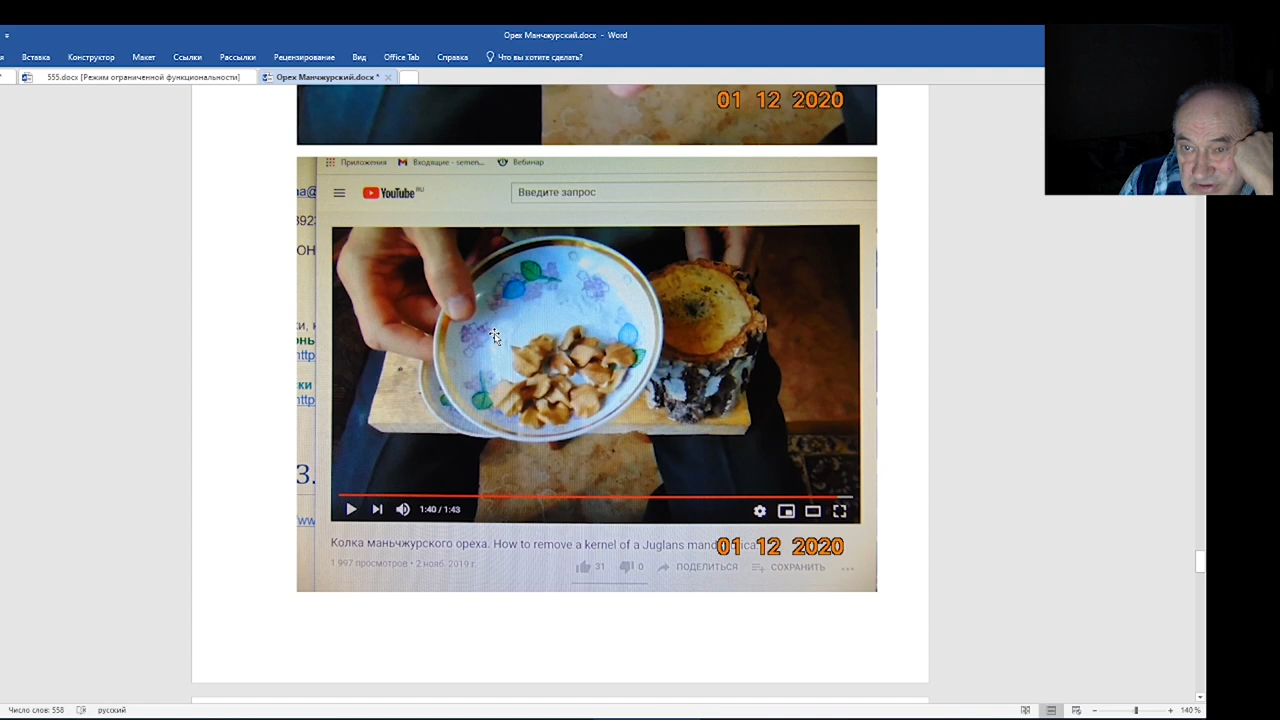 Орех Манчжурский.docx - Word
Вставка Конструктор Макет Ссылки Рассылки Рецензирование Вид Office Tab Справка Что вы хотите сделать?
555.docx [Режим ограниченной функциональности] Орех Манчжурский.docx *
01 12 2020
Приложения Входящие - semen... Вебинар
YouTube RU Введите запрос
1:40 / 1:43
Колка маньчжурского ореха. How to remove a kernel of a Juglans mand
01 12 2020
1 997 просмотров • 2 нояб. 2019 г. 31 0 ПОДЕЛИТЬСЯ СОХРАНИТЬ
Число слов: 558 русский 140 %